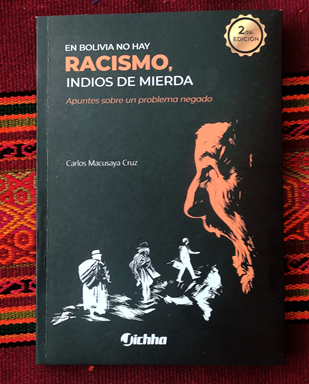 EN BOLIVIA NO HAY
RACISMO,
INDIOS DE MIERDA
Apuntes sobre un problema negado
2da.
EDICIÓN
Carlos Macusaya Cruz
Jichha